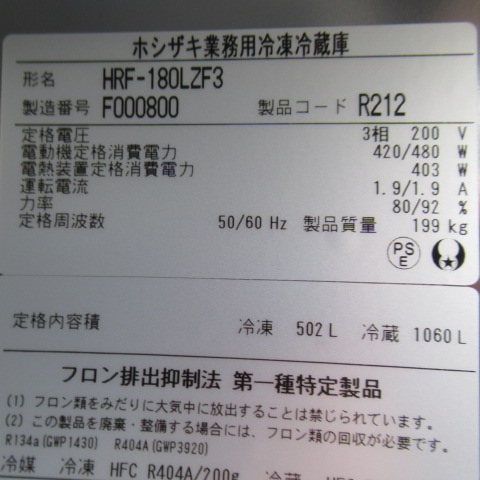 ホシザキ業務用冷凍冷蔵庫
形名 HRF-180LZF3
製造番号 F000800 製品コード R212
定格電圧 3相 200 V
電動機定格消費電力 420/480 W
電熱装置定格消費電力 403 W
運転電流 1.9/1.9 A
力率 80/92 %
定格周波数 50/60 Hz 製品質量 199 kg
PS
E
定格内容積 冷凍 502 L 冷蔵 1060 L
フロン排出抑制法 第一種特定製品
(1) フロン類をみだりに大気中に放出することは禁じられています。
(2) この製品を廃棄・整備する場合には、フロン類の回収が必要です。
R134a(GWP1430) R404A(GWP3920)
冷媒 冷凍 HFC R404A/200g 冷蔵